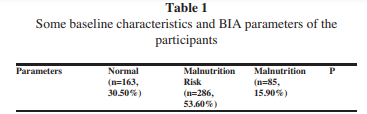 Table 1
Some baseline characteristics and BIA parameters of the
participants
Parameters Normal Malnutrition Malnutrition P
(n=163, Risk (n=85,
30.50%) (n=286, 15.90%)
53.60%)